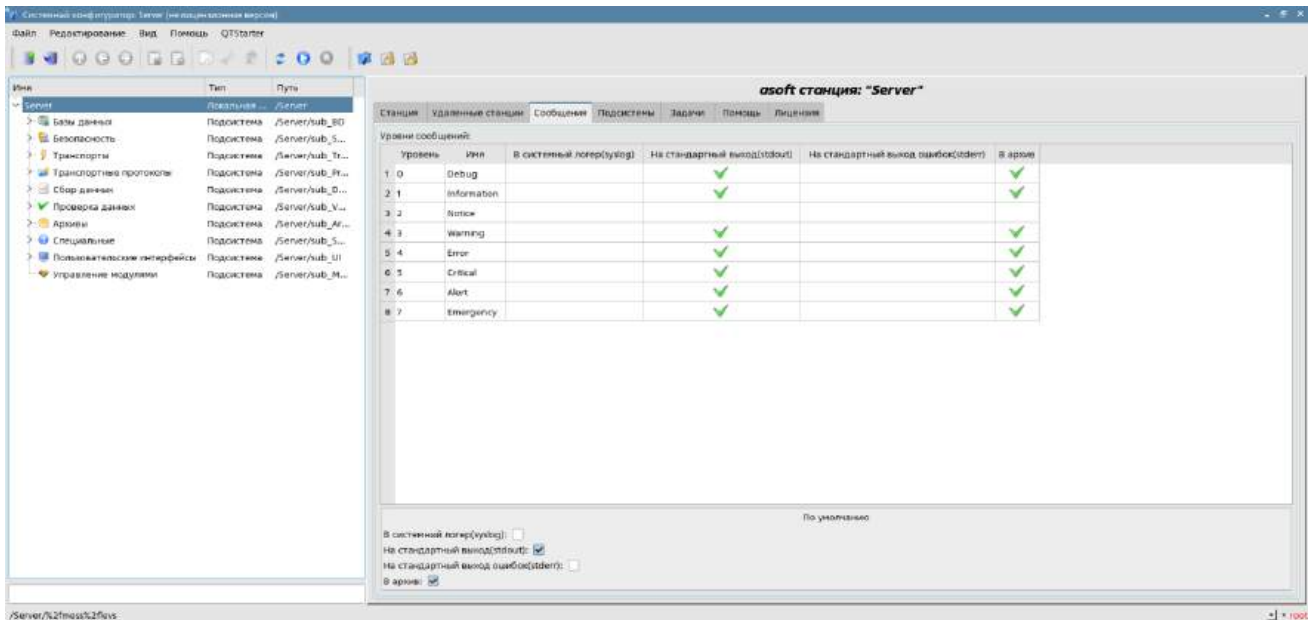 Системный конфигуратор: Server (не лицензионная версия)
Файл Редактирование Вид Помощь QTStarter
Имя Тип Путь
Server Локальная ... /Server
Базы данных Подсистема /Server/sub_BD
Безопасность Подсистема /Server/sub_S...
Транспорты Подсистема /Server/sub_Tr...
Транспортные протоколы Подсистема /Server/sub_Pr...
Сбор данных Подсистема /Server/sub_D...
Проверка данных Подсистема /Server/sub_V...
Архивы Подсистема /Server/sub_Ar...
Специальные Подсистема /Server/sub_S...
Пользовательские интерфейсы Подсистема /Server/sub_UI
Управление модулями Подсистема /Server/sub_M...
asoft станция: "Server"
Станция Удаленные станции Сообщения Подсистемы Задачи Помощь Лицензия
Уровни сообщений:
Уровень Имя В системный логер(syslog) На стандартный выход(stdout) На стандартный выход ошибок(stderr) В архив
1 0 Debug
2 1 Information
3 2 Notice
4 3 Warning
5 4 Error
6 5 Critical
7 6 Alert
8 7 Emergency
По умолчанию
В системный логер(syslog):
На стандартный выход(stdout):
На стандартный выход ошибок(stderr):
В архив:
/Server/%2fmess%2flevs
root